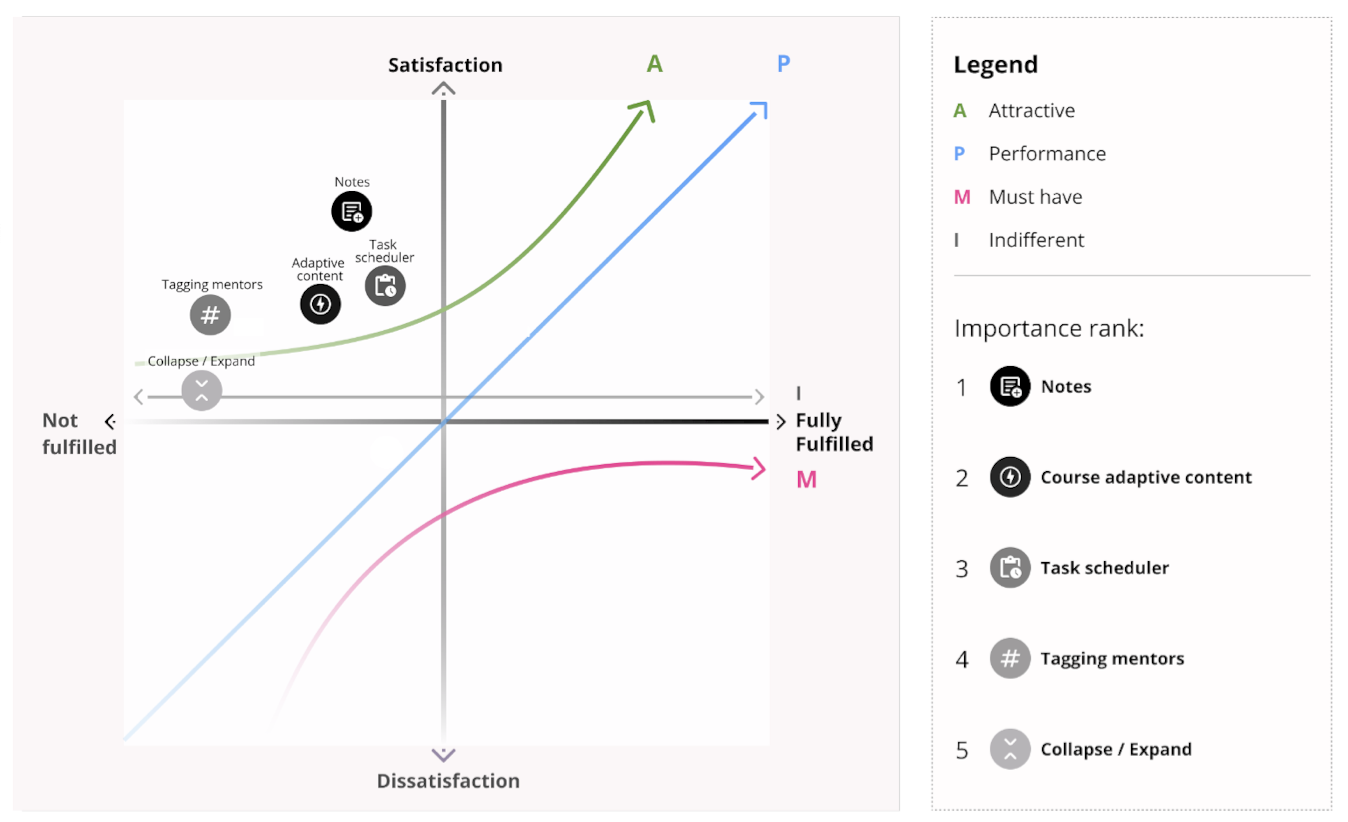 Satisfaction
A
P
Notes
Task
scheduler
Adaptive
content
Tagging mentors
#
Collapse / Expand
I
Not
fulfilled
Fully
Fulfilled
M
Dissatisfaction
Legend
A Attractive
P Performance
M Must have
I Indifferent
Importance rank:
1 Notes
2 Course adaptive content
3 Task scheduler
4 # Tagging mentors
5 Collapse / Expand